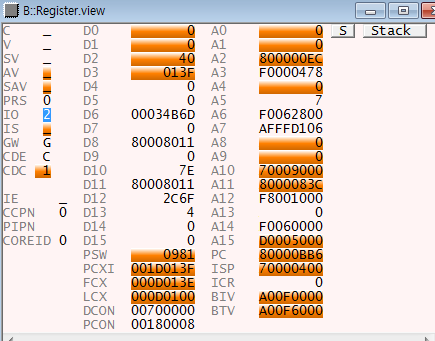 B::Register.view
C _ D0 0 A0 0 S Stack
V _ D1 0 A1 0
SV _ D2 40 A2 800000EC
AV _ D3 013F A3 F0000478
SAV _ D4 0 A4 0
PRS 0 D5 0 A5 7
IO 2 D6 00034B6D A6 F0062800
IS _ D7 0 A7 AFFFD106
GW G D8 80008011 A8 0
CDE C D9 0 A9 0
CDC 1 D10 7E A10 70009000
D11 80008011 A11 8000083C
IE _ D12 2C6F A12 F8001000
CCPN 0 D13 4 A13 0
PIPN D14 0 A14 F0060000
COREID 0 D15 0 A15 D0005000
PSW 0981 PC 80000BB6
PCXI 001D013F ISP 70000400
FCX 000D013E ICR 0
LCX 000D0100 BIV A00F0000
DCON 00700000 BTV A00F6000
PCON 00180008